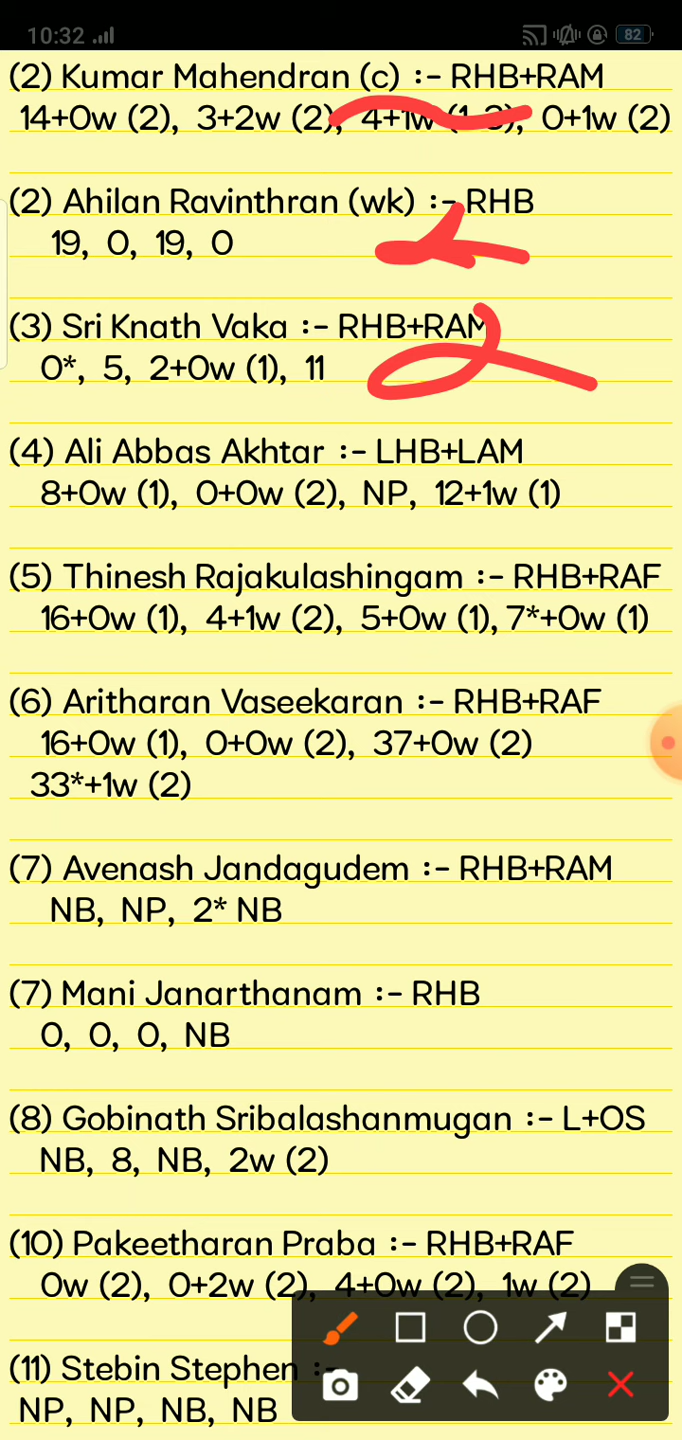 10:32
82
(2) Kumar Mahendran (c) :- RHB+RAM
14+0w (2), 3+2w (2), 4+1w (1.3), 0+1w (2)
(2) Ahilan Ravinthran (wk) :- RHB
19, 0, 19, 0
(3) Sri Knath Vaka :- RHB+RAM
0*, 5, 2+0w (1), 11
(4) Ali Abbas Akhtar :- LHB+LAM
8+0w (1), 0+0w (2), NP, 12+1w (1)
(5) Thinesh Rajakulashingam :- RHB+RAF
16+0w (1), 4+1w (2), 5+0w (1), 7*+0w (1)
(6) Aritharan Vaseekaran :- RHB+RAF
16+0w (1), 0+0w (2), 37+0w (2)
33*+1w (2)
(7) Avenash Jandagudem :- RHB+RAM
NB, NP, 2* NB
(7) Mani Janarthanam :- RHB
0, 0, 0, NB
(8) Gobinath Sribalashanmugan :- L+OS
NB, 8, NB, 2w (2)
(10) Pakeetharan Praba :- RHB+RAF
0w (2), 0+2w (2), 4+0w (2), 1w (2)
(11) Stebin Stephen :-
NP, NP, NB, NB